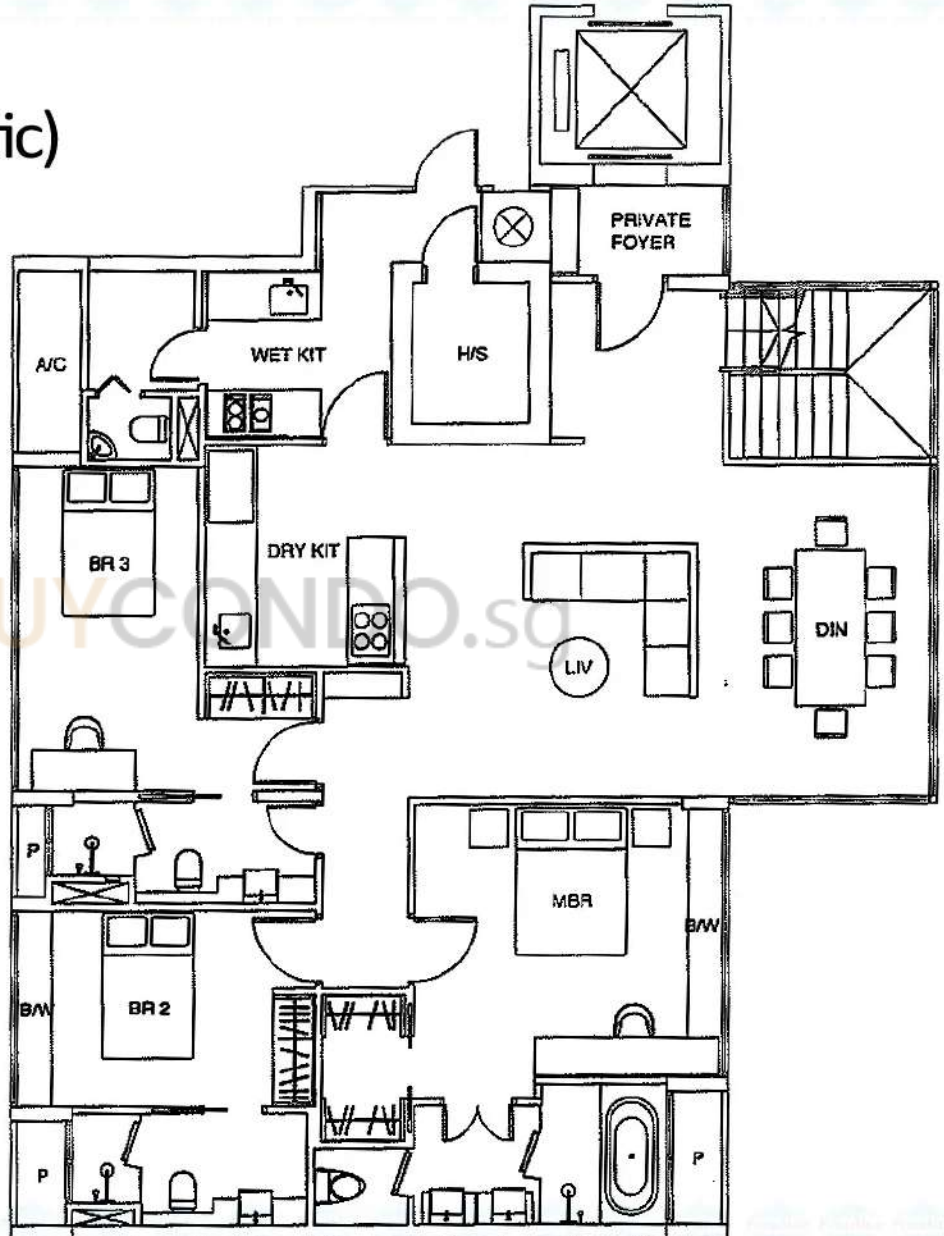 ic)
PRIVATE
FOYER
A/C
WET KIT
H/S
BR 3
DRY KIT
UYCONDO.sg
LIV
DIN
P
MBR
B/W
B/W
BR 2
P
P